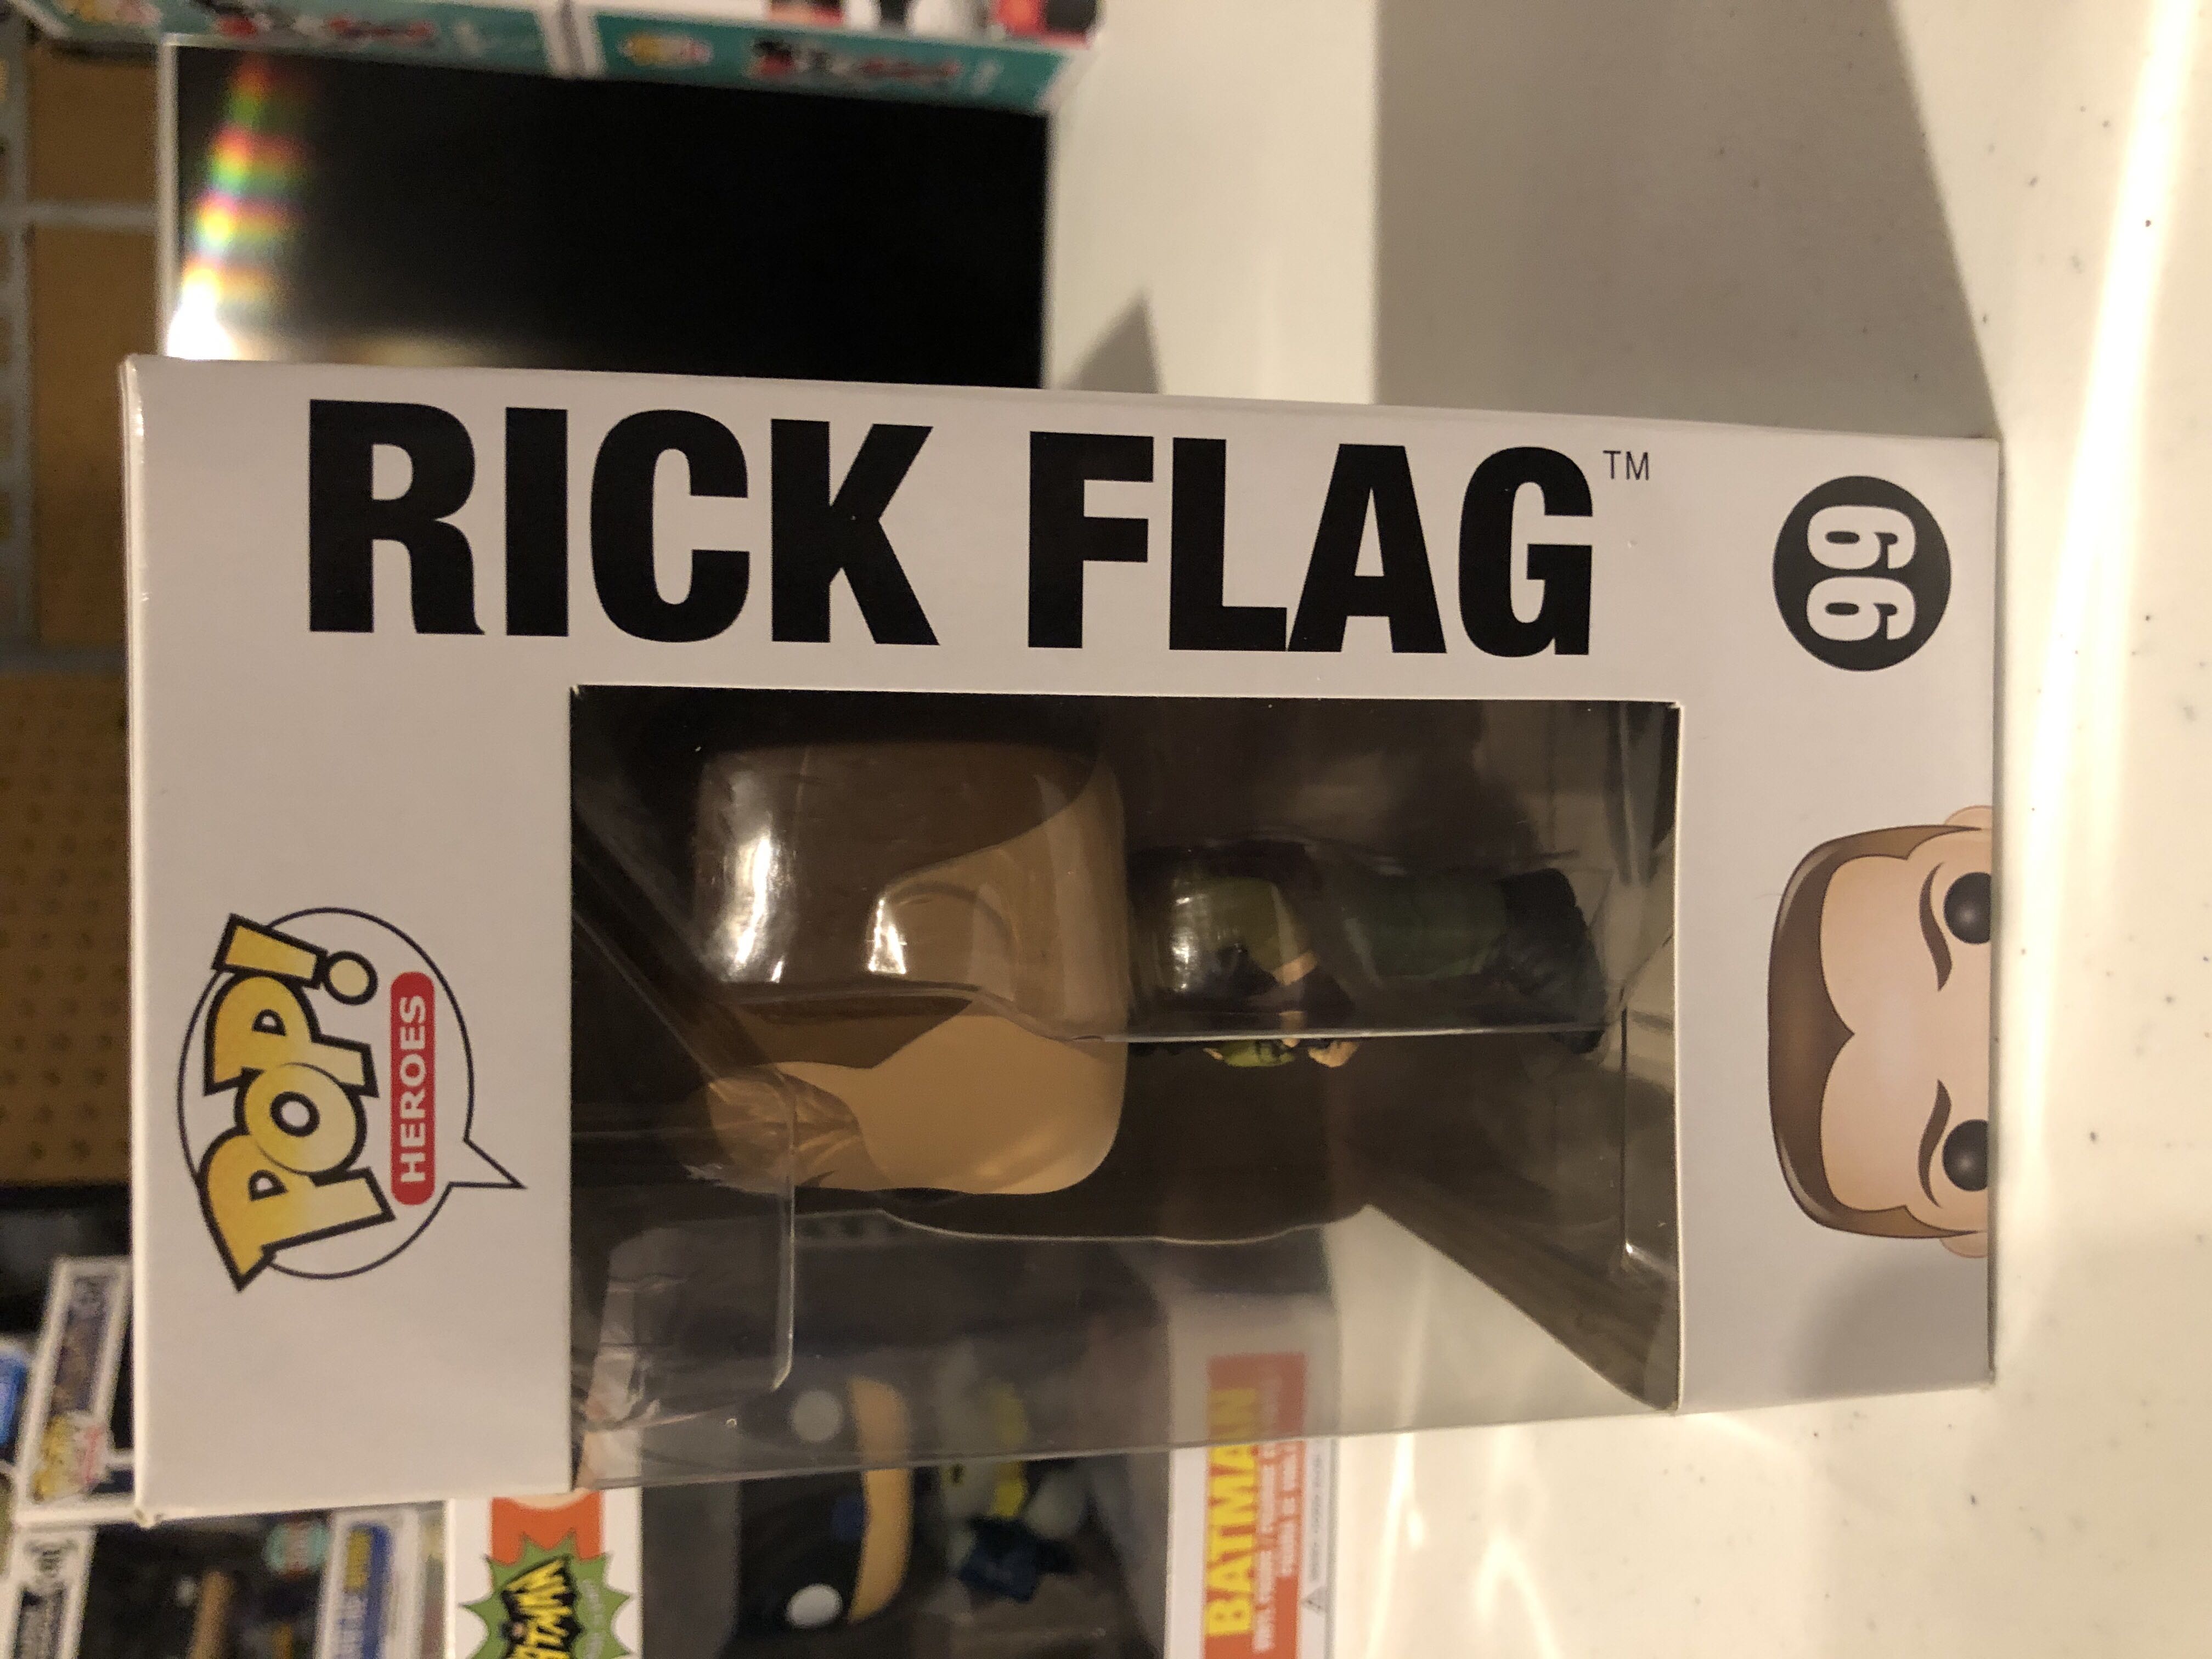 RICK FLAG™
99
POP!
HEROES
BATMAN